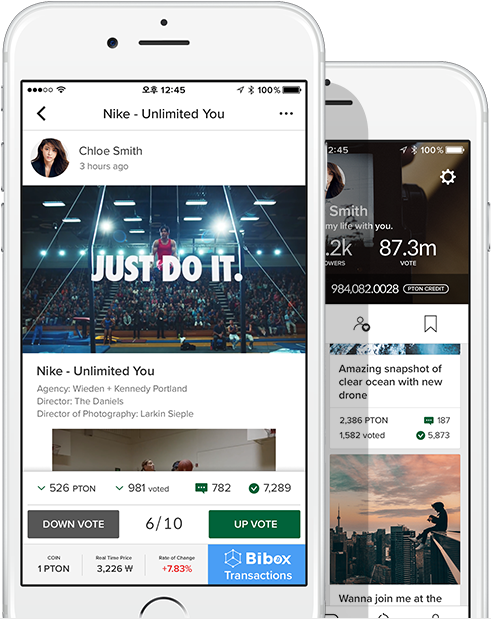 오후 12:45
100%
Nike - Unlimited You
Chloe Smith
3 hours ago
JUST DO IT.
Nike - Unlimited You
Agency: Wieden + Kennedy Portland
Director: The Daniels
Director of Photography: Larkin Sieple
526 PTON
981 voted
782
7,289
DOWN VOTE
6/10
UP VOTE
COIN
1 PTON
Real Time Price
3,226 ₩
Rate of Change
+7.83%
Bibox
Transactions
12:45
100%
Smith
my life with you.
.2k
87.3m
OWERS
VOTE
984,082.0028
PTON CREDIT
Amazing snapshot of
clear ocean with new
drone
2,386 PTON
187
1,582 voted
5,873
Wanna join me at the